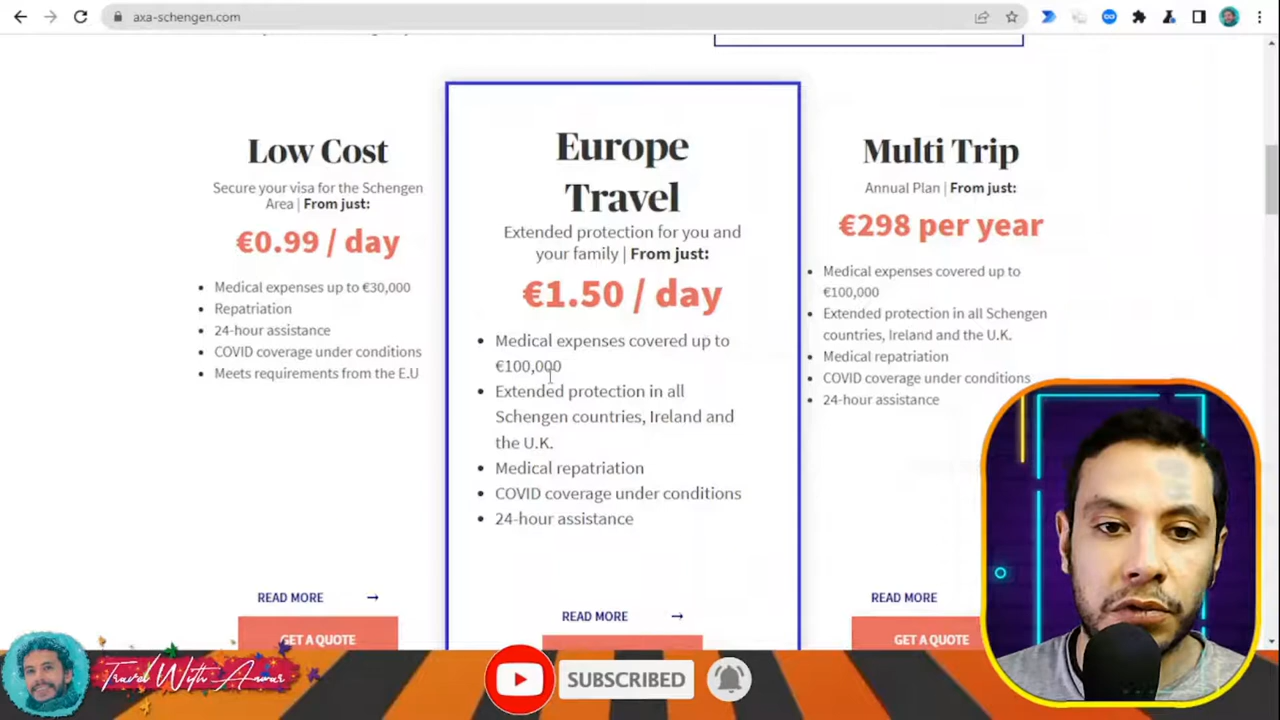 axa-schengen.com
Low Cost
Secure your visa for the Schengen
Area | From just:
€0.99 / day
• Medical expenses up to €30,000
• Repatriation
• 24-hour assistance
• COVID coverage under conditions
• Meets requirements from the E.U
READ MORE →
GET A QUOTE
Europe
Travel
Extended protection for you and
your family | From just:
€1.50 / day
• Medical expenses covered up to
€100,000
• Extended protection in all
Schengen countries, Ireland and
the U.K.
• Medical repatriation
• COVID coverage under conditions
• 24-hour assistance
READ MORE →
Multi Trip
Annual Plan | From just:
€298 per year
• Medical expenses covered up to
€100,000
• Extended protection in all Schengen
countries, Ireland and the U.K.
• Medical repatriation
• COVID coverage under conditions
• 24-hour assistance
READ MORE
GET A QUOTE
Travel With Anwar
SUBSCRIBED